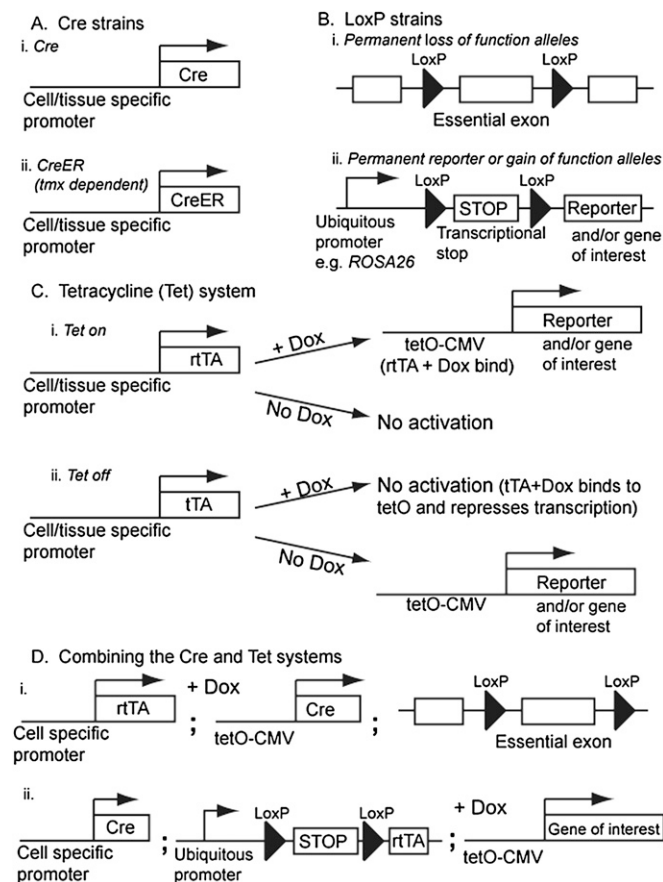 A. Cre strains
i. Cre
Cre
Cell/tissue specific
promoter
ii. CreER
(tmx dependent)
CreER
Cell/tissue specific
promoter
B. LoxP strains
i. Permanent loss of function alleles
LoxP LoxP
Essential exon
ii. Permanent reporter or gain of function alleles
LoxP LoxP
STOP Reporter
Ubiquitous
promoter
e.g. ROSA26
Transcriptional
stop
and/or gene
of interest
C. Tetracycline (Tet) system
i. Tet on
rtTA
Cell/tissue specific
promoter
+ Dox
Reporter
tetO-CMV
(rtTA + Dox bind)
and/or gene
of interest
No Dox
No activation
ii. Tet off
tTA
Cell/tissue specific
promoter
+ Dox
No activation (tTA+Dox binds to
tetO and represses transcription)
No Dox
Reporter
tetO-CMV
and/or gene
of interest
D. Combining the Cre and Tet systems
i.
rtTA
Cell specific
promoter
+ Dox
;
Cre
tetO-CMV
;
LoxP LoxP
Essential exon
ii.
Cre
Cell specific
promoter
;
Ubiquitous
promoter
LoxP LoxP
STOP rtTA
;
+ Dox
Gene of interest
tetO-CMV